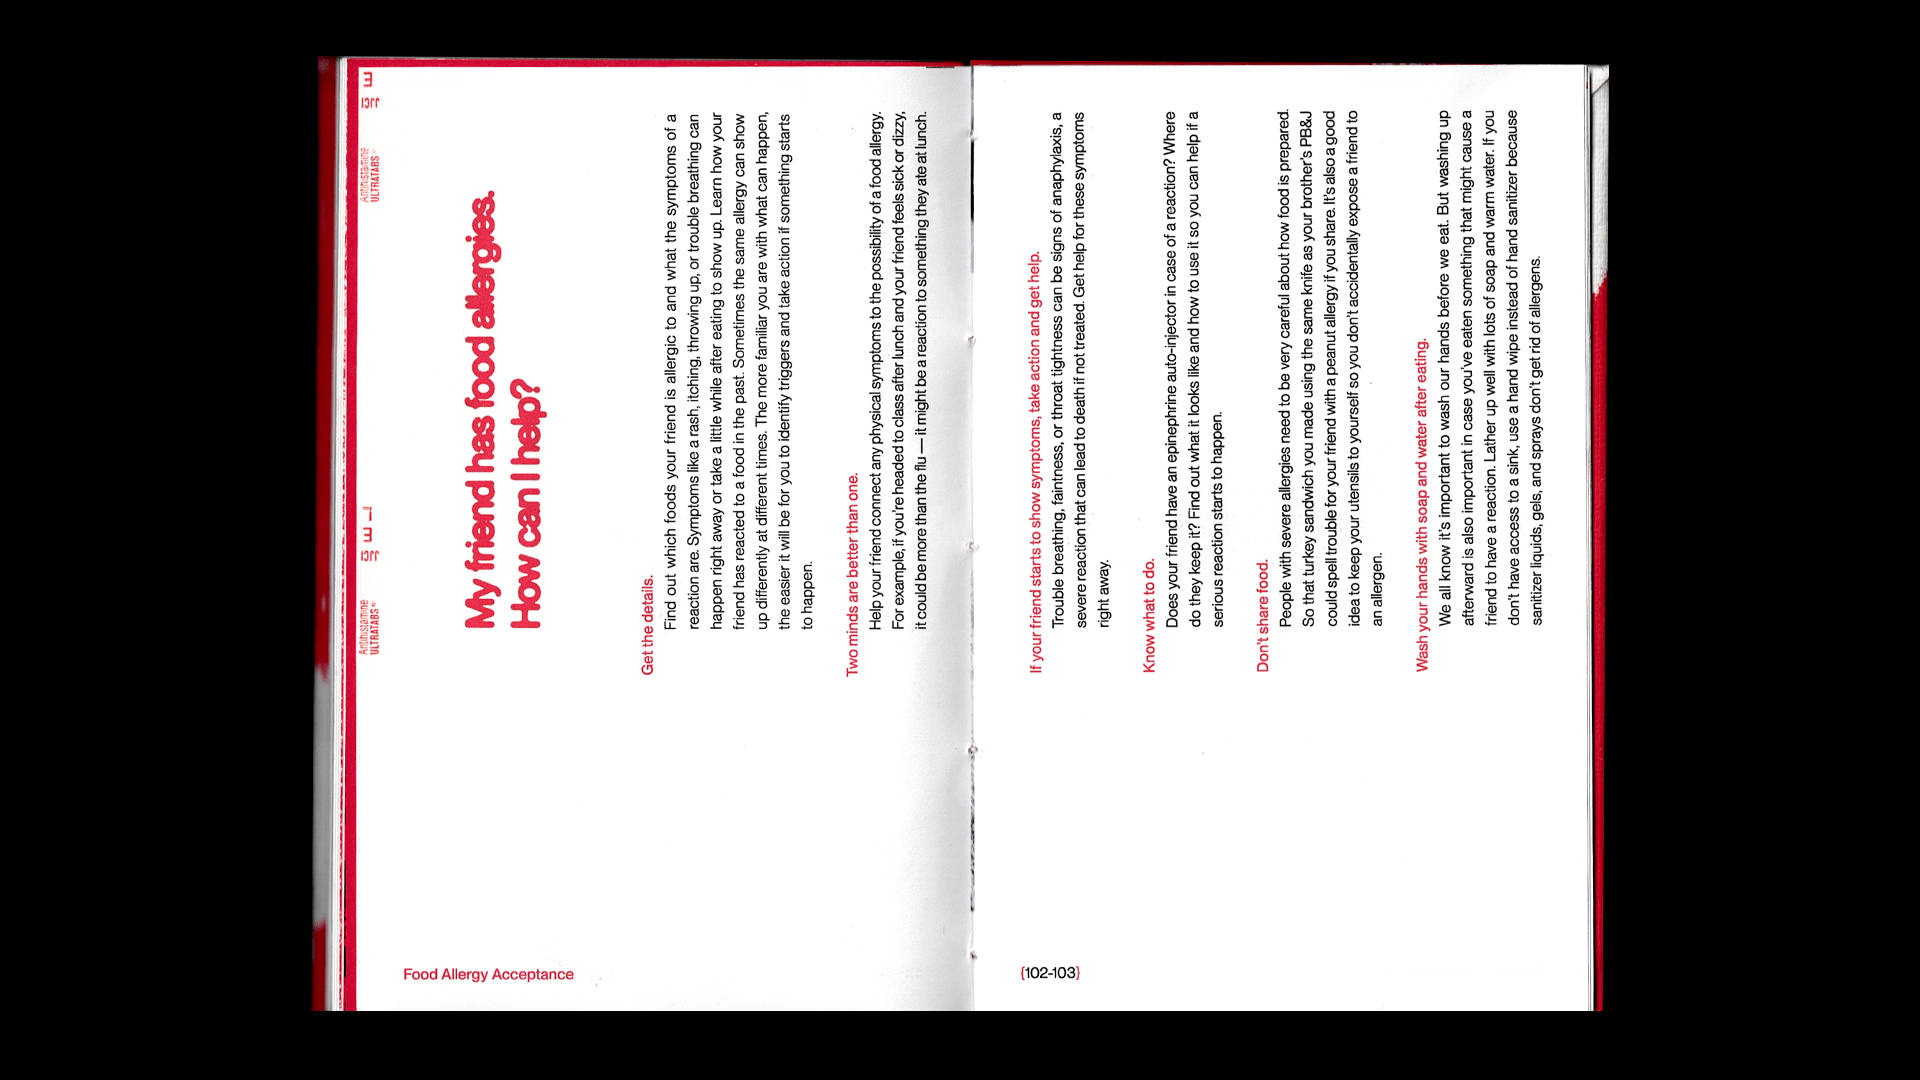 Antihistamine
ULTRATABS
Antihistamine
ULTRATABS
My friend has food allergies.
How can I help?
Get the details.
Find out which foods your friend is allergic to and what the symptoms of a
reaction are. Symptoms like a rash, itching, throwing up, or trouble breathing can
happen right away or take a little while after eating to show up. Learn how your
friend has reacted to a food in the past. Sometimes the same allergy can show
up differently at different times. The more familiar you are with what can happen,
the easier it will be for you to identify triggers and take action if something starts
to happen.
Two minds are better than one.
Help your friend connect any physical symptoms to the possibility of a food allergy.
For example, if you're headed to class after lunch and your friend feels sick or dizzy,
it could be more than the flu — it might be a reaction to something they ate at lunch.
Food Allergy Acceptance
If your friend starts to show symptoms, take action and get help.
Trouble breathing, faintness, or throat tightness can be signs of anaphylaxis, a
severe reaction that can lead to death if not treated. Get help for these symptoms
right away.
Know what to do.
Does your friend have an epinephrine auto-injector in case of a reaction? Where
do they keep it? Find out what it looks like and how to use it so you can help if a
serious reaction starts to happen.
Don't share food.
People with severe allergies need to be very careful about how food is prepared.
So that turkey sandwich you made using the same knife as your brother's PB&J
could spell trouble for your friend with a peanut allergy if you share. It's also a good
idea to keep your utensils to yourself so you don't accidentally expose a friend to
an allergen.
Wash your hands with soap and water after eating.
We all know it's important to wash our hands before we eat. But washing up
afterward is also important in case you've eaten something that might cause a
friend to have a reaction. Lather up well with lots of soap and warm water. If you
don't have access to a sink, use a hand wipe instead of hand sanitizer because
sanitizer liquids, gels, and sprays don't get rid of allergens.
{102-103}